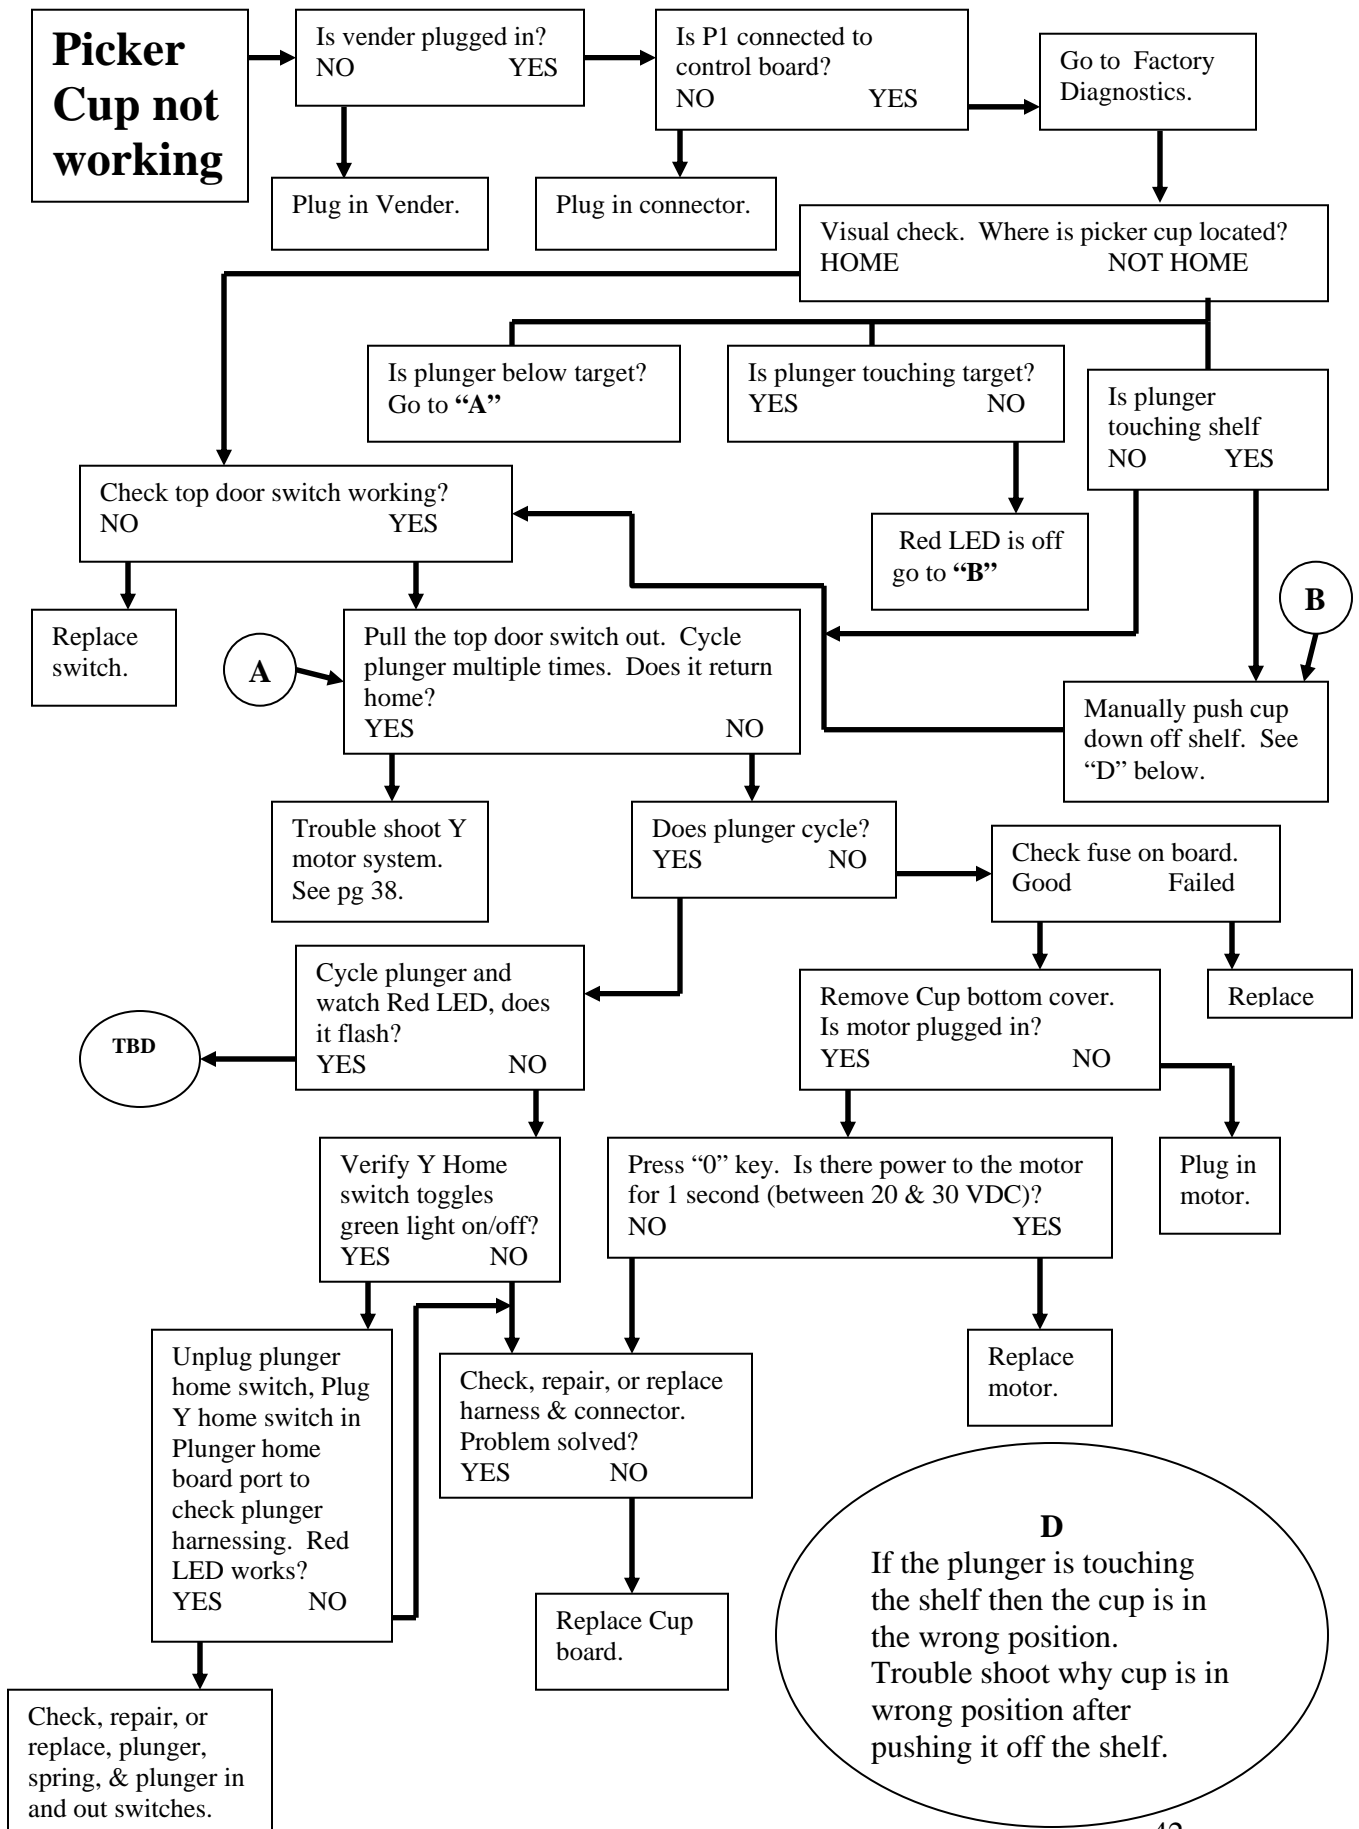 Picker
Cup not
working
Is vender plugged in?
NO YES
Is P1 connected to
control board?
NO YES
Go to Factory
Diagnostics.
Plug in Vender.
Plug in connector.
Visual check. Where is picker cup located?
HOME NOT HOME
Is plunger below target?
Go to “A”
Is plunger touching target?
YES NO
Is plunger
touching shelf
NO YES
Check top door switch working?
NO YES
Red LED is off
go to “B”
B
Replace
switch.
A
Pull the top door switch out. Cycle
plunger multiple times. Does it return
home?
YES NO
Manually push cup
down off shelf. See
“D” below.
Trouble shoot Y
motor system.
See pg 38.
Does plunger cycle?
YES NO
Check fuse on board.
Good Failed
Cycle plunger and
watch Red LED, does
it flash?
YES NO
TBD
Remove Cup bottom cover.
Is motor plugged in?
YES NO
Replace
Verify Y Home
switch toggles
green light on/off?
YES NO
Press “0” key. Is there power to the motor
for 1 second (between 20 & 30 VDC)?
NO YES
Plug in
motor.
Unplug plunger
home switch, Plug
Y home switch in
Plunger home
board port to
check plunger
harnessing. Red
LED works?
YES NO
Check, repair, or replace
harness & connector.
Problem solved?
YES NO
Replace
motor.
Replace Cup
board.
D
If the plunger is touching
the shelf then the cup is in
the wrong position.
Trouble shoot why cup is in
wrong position after
pushing it off the shelf.
Check, repair, or
replace, plunger,
spring, & plunger in
and out switches.